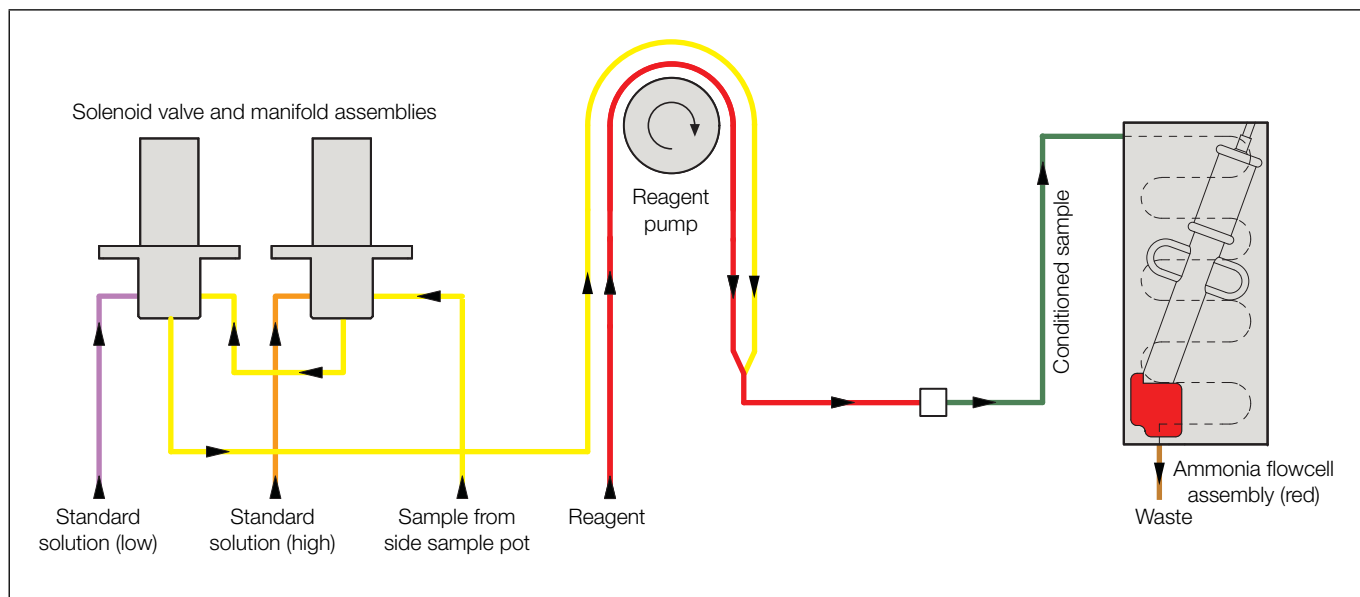 Solenoid valve and manifold assemblies
Reagent
pump
Conditioned sample
Standard
solution (low)
Standard
solution (high)
Sample from
side sample pot
Reagent
Ammonia flowcell
assembly (red)
Waste